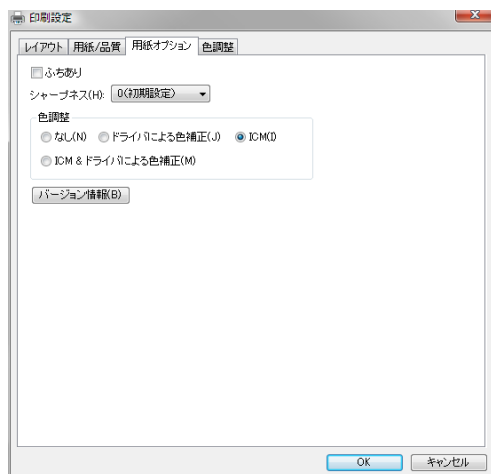 印刷設定
レイアウト 用紙/品質 用紙オプション 色調整
ふちあり
シャープネス(H): 0(初期設定)
色調整
なし(N) ドライバによる色補正(J) ICM(I)
ICM & ドライバによる色補正(M)
バージョン情報(B)
OK キャンセル